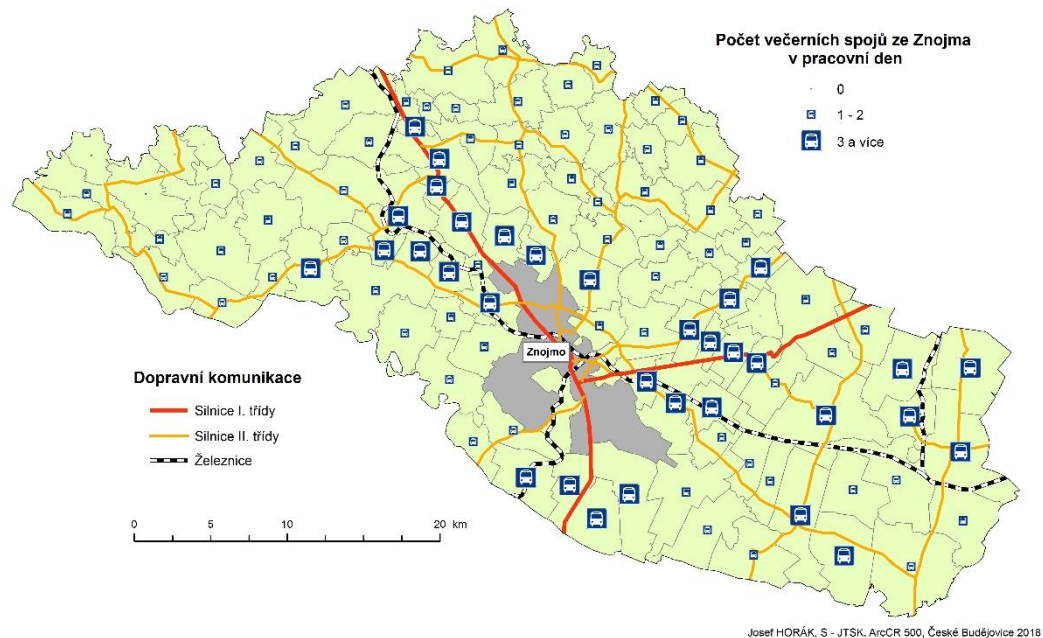 Počet večerních spojů ze Znojma
v pracovní den
0
1 - 2
3 a více
Znojmo
Dopravní komunikace
Silnice I. třídy
Silnice II. třídy
Železnice
0 5 10 20 km
Josef HORÁK, S - JTSK, ArcČR 500, České Budějovice 2018